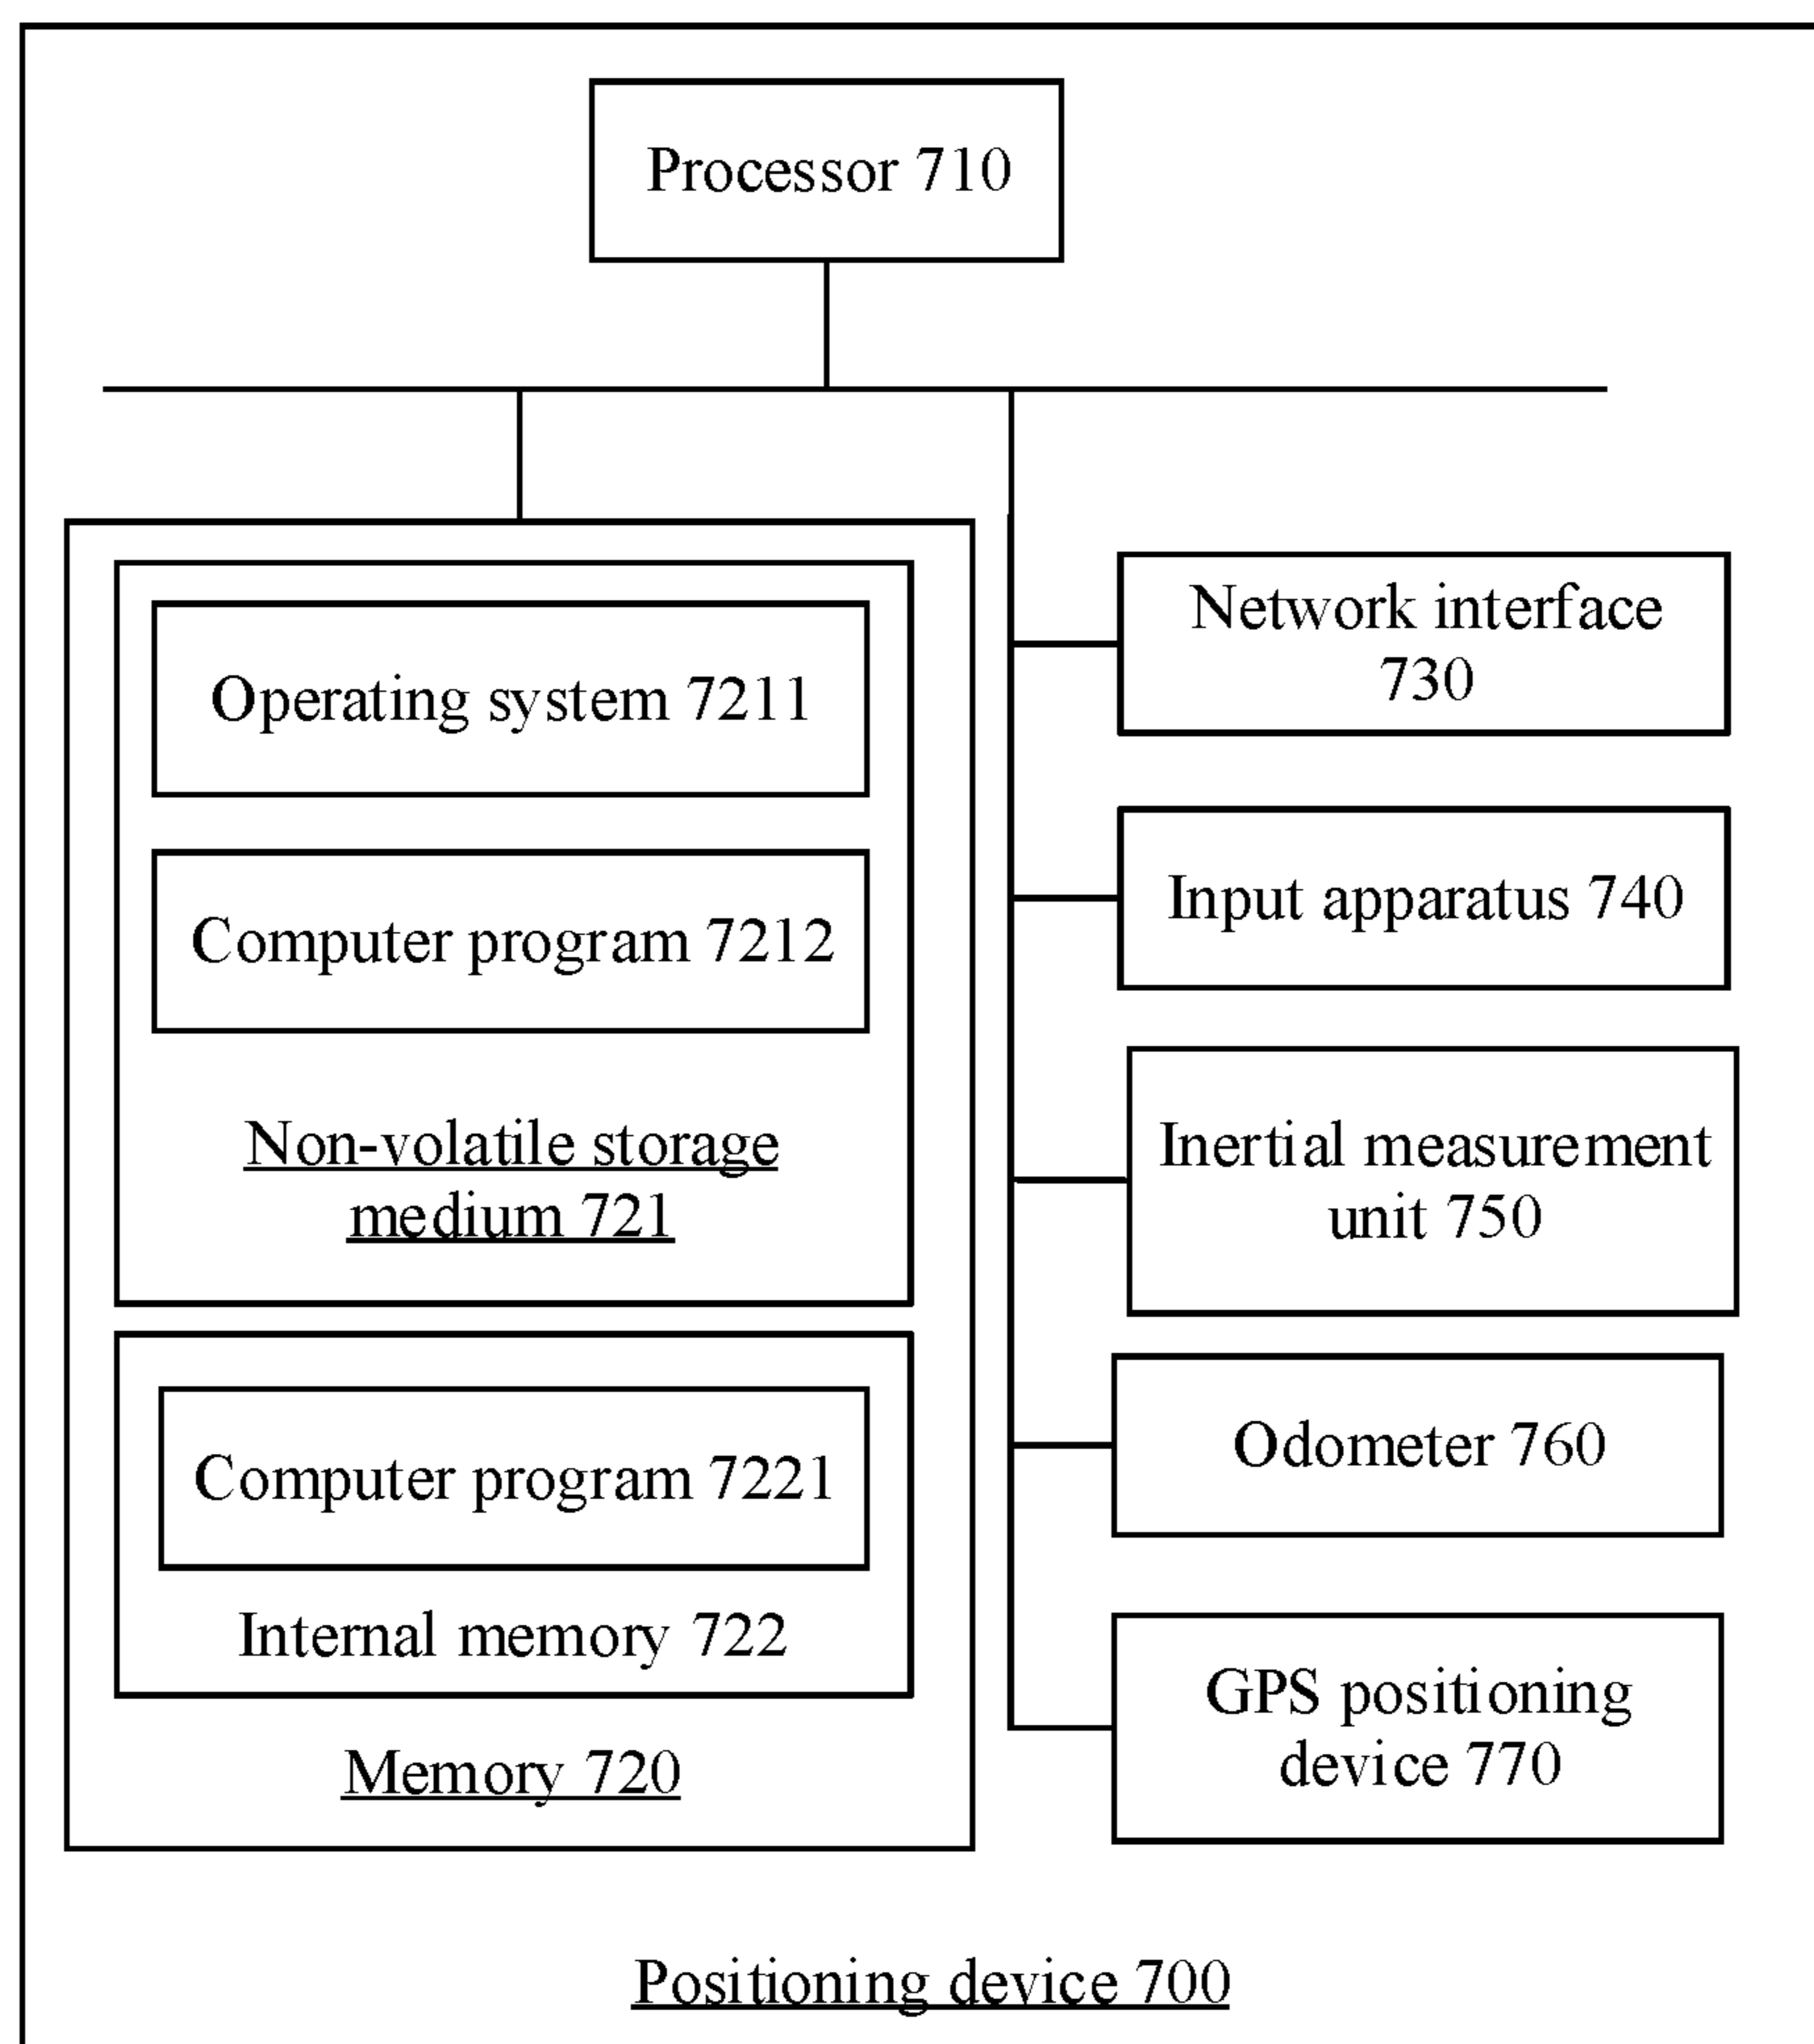 Processor 710
Operating system 7211
Computer program 7212
Non-volatile storage
medium 721
Computer program 7221
Internal memory 722
Memory 720
Network interface
730
Input apparatus 740
Inertial measurement
unit 750
Odometer 760
GPS positioning
device 770
Positioning device 700